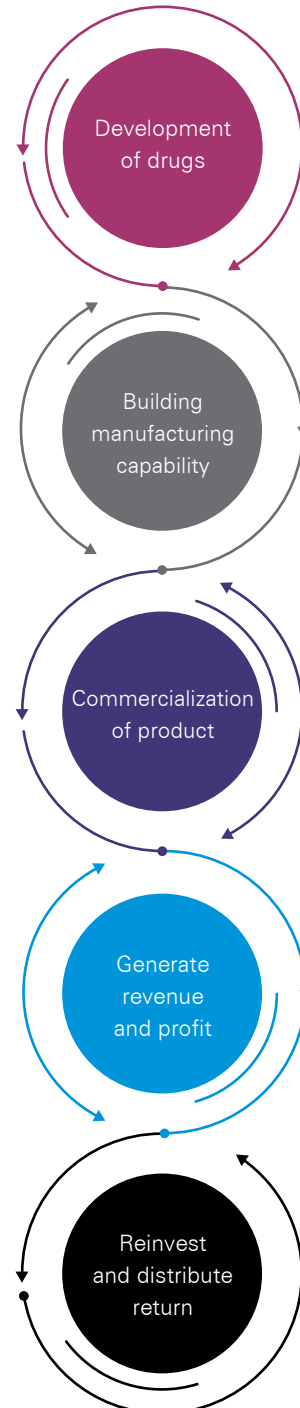 Development
of drugs
Building
manufacturing
capability
Commercialization
of product
Generate
revenue
and profit
Reinvest
and distribute
return